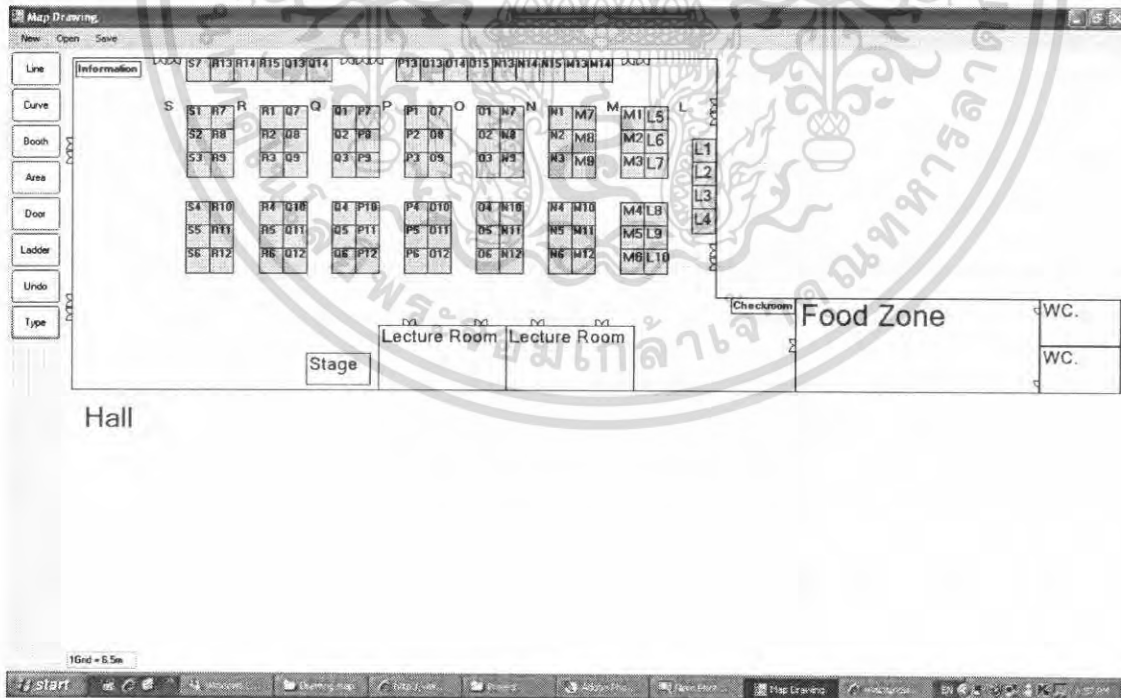 Map Drawing
New Open Save
Line
Curve
Booth
Area
Door
Ladder
Undo
Type
Information
S7 R13 R14 R15 Q13 Q14
P13 O13 O14 O15 N13 N14 N15 M13 M14
S R Q P O N M L
S1 R7 R1 Q7 Q1 P7 P1 O7 O1 N7 N1 M7 M1 L5
S2 R8 R2 Q8 Q2 P8 P2 O8 O2 N8 N2 M8 M2 L6
S3 R9 R3 Q9 Q3 P9 P3 O9 O3 N9 N3 M9 M3 L7
L1
L2
L3
L4
S4 R10 R4 Q10 Q4 P10 P4 O10 O4 N10 N4 M10 M4 L8
S5 R11 R5 Q11 Q5 P11 P5 O11 O5 N11 N5 M11 M5 L9
S6 R12 R6 Q12 Q6 P12 P6 O12 O6 N12 N6 M12 M6 L10
Checkroom
Food Zone
WC.
WC.
Lecture Room
Lecture Room
Stage
Hall
1Grid = 6.5m
start
Drawing map
Map Drawing
EN